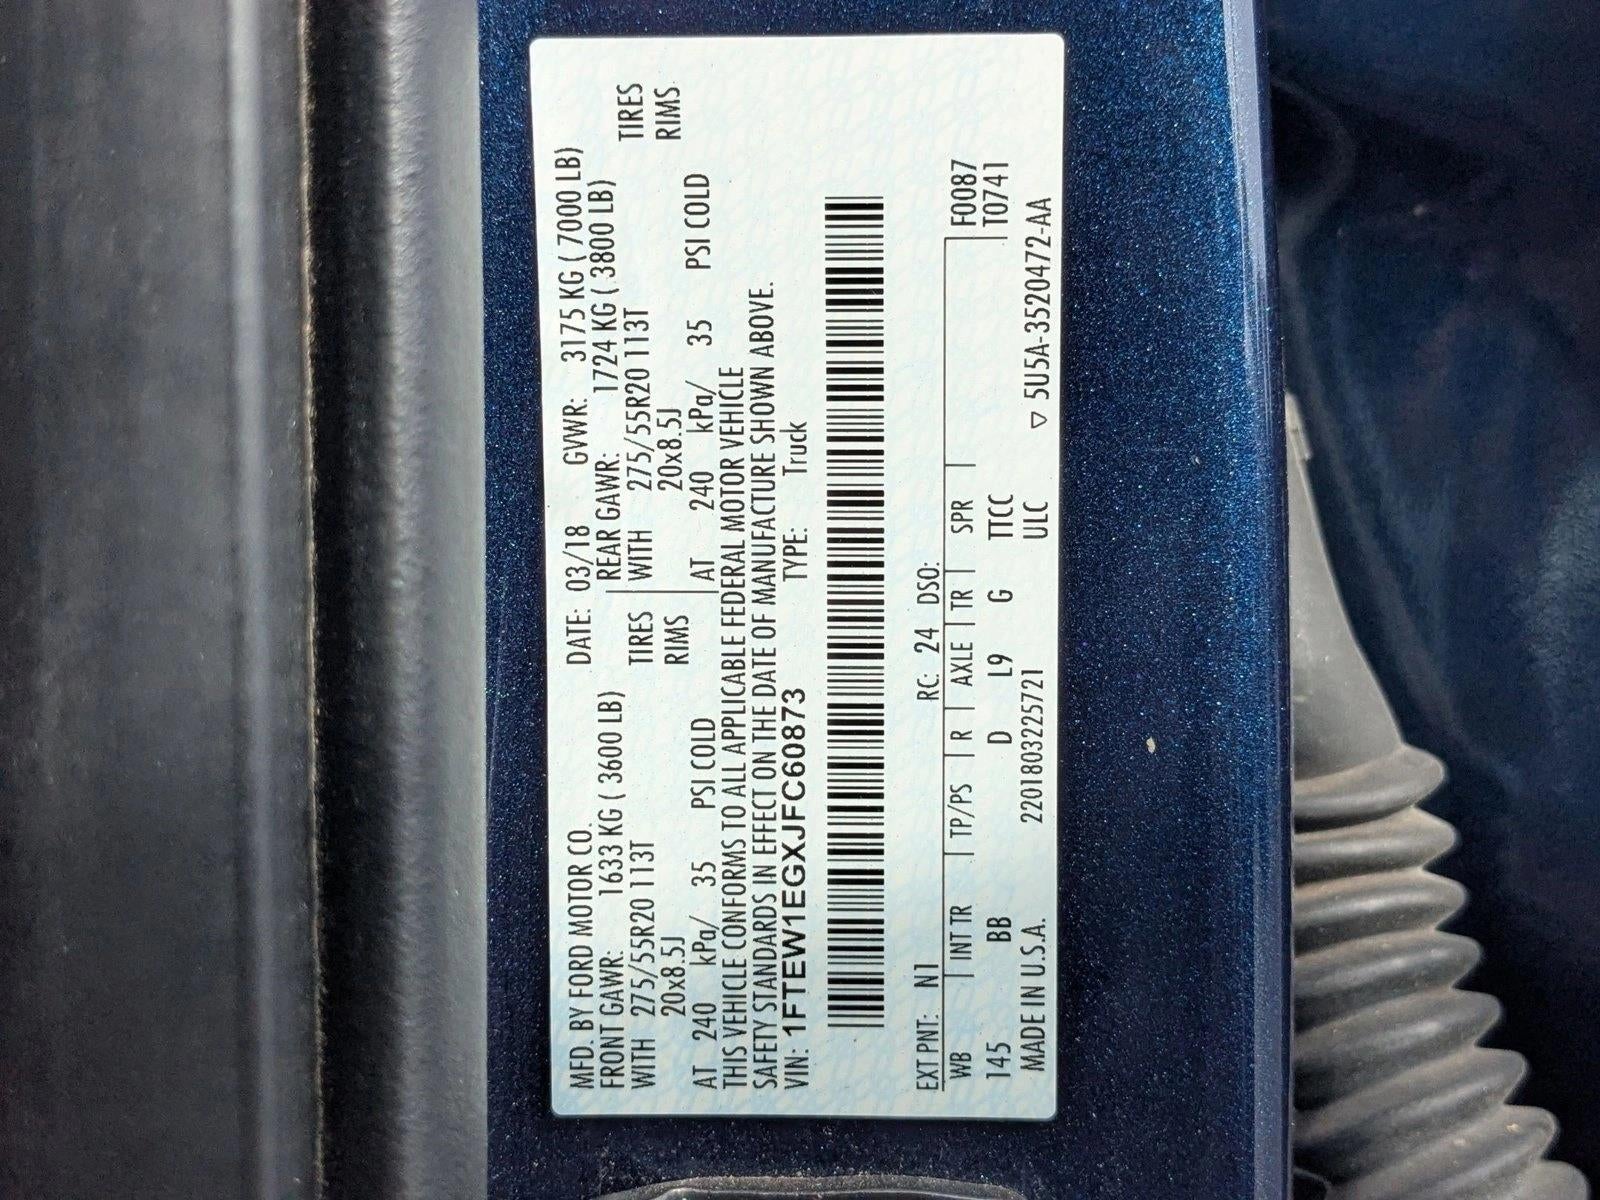 MFD. BY FORD MOTOR CO. DATE: 03/18 GVWR: 3175 KG ( 7000 LB)
FRONT GAWR: 1633 KG ( 3600 LB) REAR GAWR: 1724 KG ( 3800 LB)
WITH 275/55R20 113T TIRES WITH 275/55R20 113T TIRES
20x8.5J RIMS 20x8.5J RIMS
AT 240 kPa/ 35 PSI COLD AT 240 kPa/ 35 PSI COLD
THIS VEHICLE CONFORMS TO ALL APPLICABLE FEDERAL MOTOR VEHICLE
SAFETY STANDARDS IN EFFECT ON THE DATE OF MANUFACTURE SHOWN ABOVE.
VIN: 1FTEW1EGXJFC60873 TYPE: Truck
EXT PNT: N1 RC: 24 DSO: F0087
WB INT TR TP/PS R AXLE TR SPR T0741
145 BB D L9 G TTCC
MADE IN U.S.A. 2201803225721 ULC ▽ 5U5A-3520472-AA